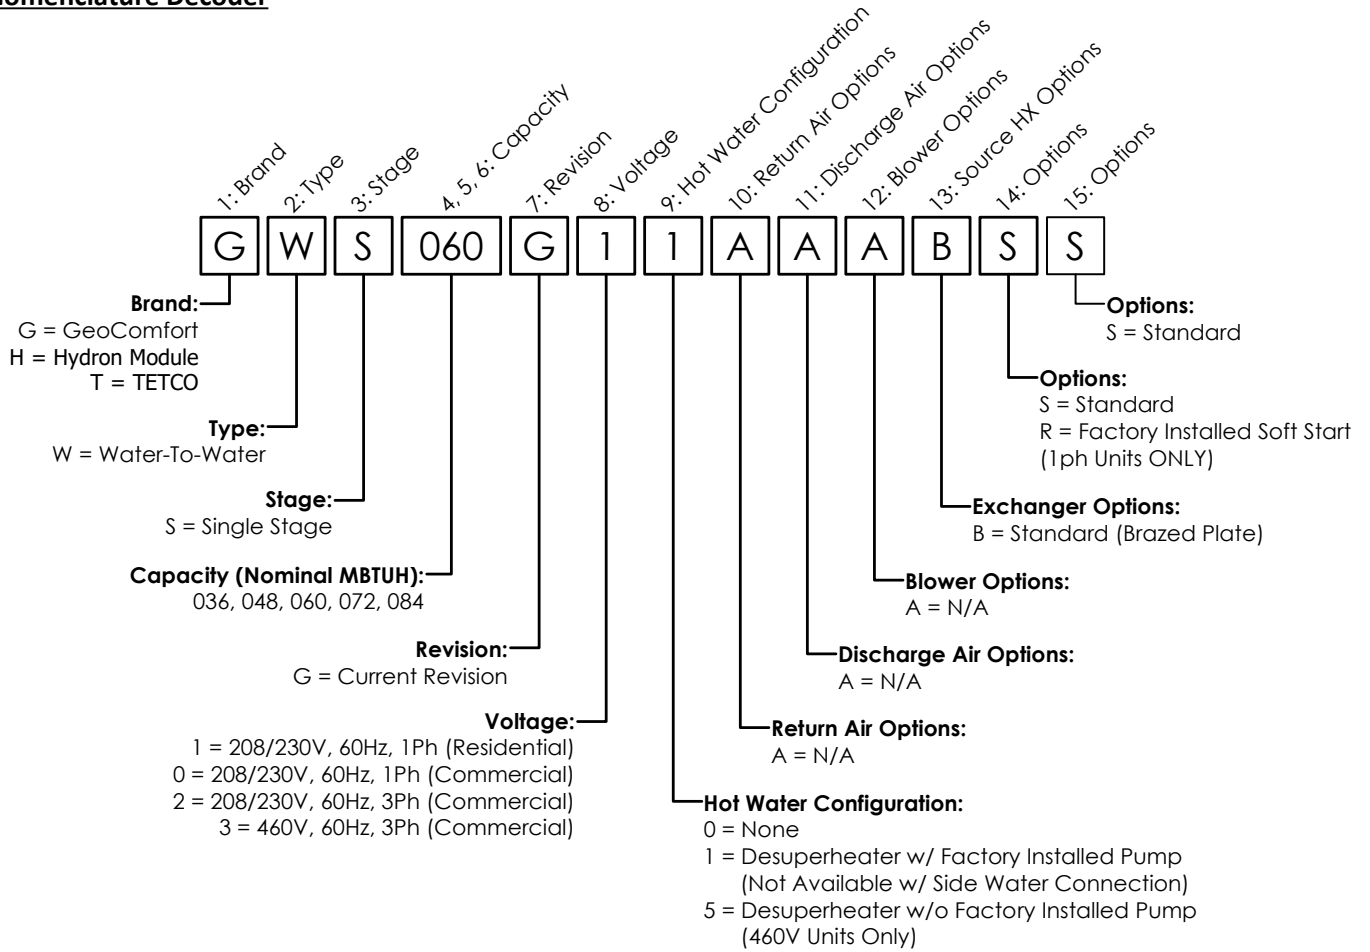 Nomenclature Decoder
1: Brand
2: Type
3: Stage
4, 5, 6: Capacity
7: Revision
8: Voltage
9: Hot Water Configuration
10: Return Air Options
11: Discharge Air Options
12: Blower Options
13: Source HX Options
14: Options
15: Options
G W S 060 G 1 1 A A A B S S
Brand:
G = GeoComfort
H = Hydron Module
T = TETCO
Type:
W = Water-To-Water
Stage:
S = Single Stage
Capacity (Nominal MBTUH):
036, 048, 060, 072, 084
Revision:
G = Current Revision
Voltage:
1 = 208/230V, 60Hz, 1Ph (Residential)
0 = 208/230V, 60Hz, 1Ph (Commercial)
2 = 208/230V, 60Hz, 3Ph (Commercial)
3 = 460V, 60Hz, 3Ph (Commercial)
Options:
S = Standard
Options:
S = Standard
R = Factory Installed Soft Start
(1ph Units ONLY)
Exchanger Options:
B = Standard (Brazed Plate)
Blower Options:
A = N/A
Discharge Air Options:
A = N/A
Return Air Options:
A = N/A
Hot Water Configuration:
0 = None
1 = Desuperheater w/ Factory Installed Pump
(Not Available w/ Side Water Connection)
5 = Desuperheater w/o Factory Installed Pump
(460V Units Only)